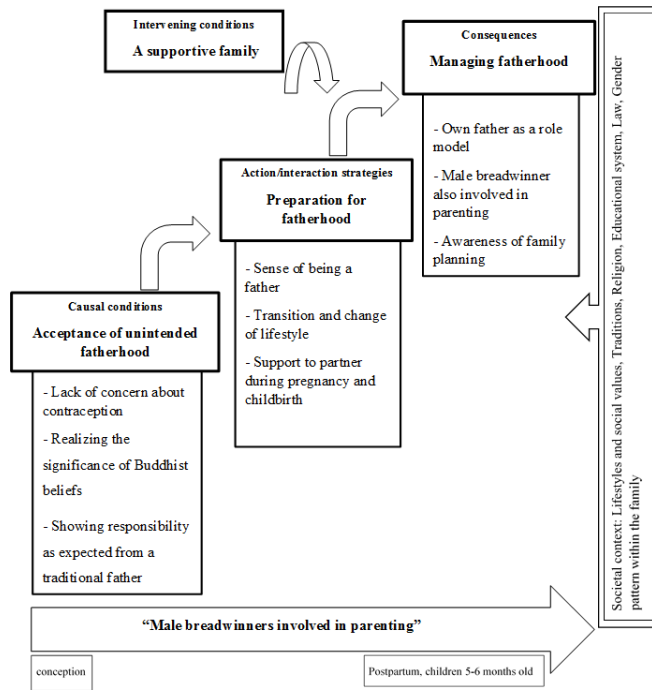 Intervening conditions
A supportive family
Consequences
Managing fatherhood
- Own father as a role
model
- Male breadwinner
also involved in
parenting
- Awareness of family
planning
Action/interaction strategies
Preparation for
fatherhood
- Sense of being a
father
- Transition and change
of lifestyle
- Support to partner
during pregnancy and
childbirth
Causal conditions
Acceptance of unintended
fatherhood
- Lack of concern about
contraception
- Realizing the
significance of Buddhist
beliefs
- Showing responsibility
as expected from a
traditional father
Societal context: Lifestyles and social values, Traditions, Religion, Educational system, Law, Gender
pattern within the family
“Male breadwinners involved in parenting”
conception
Postpartum, children 5-6 months old